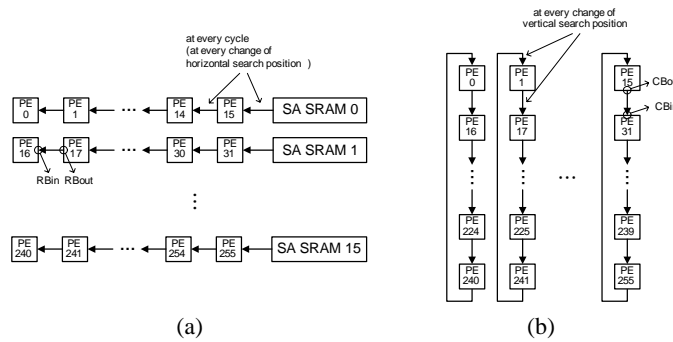 at every cycle
(at every change of
horizontal search position )
PE 0
PE 1
...
PE 14
PE 15
SA SRAM 0
PE 16
PE 17
...
PE 30
PE 31
SA SRAM 1
RBin
RBout
...
PE 240
PE 241
...
PE 254
PE 255
SA SRAM 15
(a)
at every change of
vertical search position
PE 0
PE 1
PE 15
CBou
PE 16
PE 17
PE 31
CBin
...
...
...
...
PE 224
PE 225
PE 239
PE 240
PE 241
PE 255
(b)